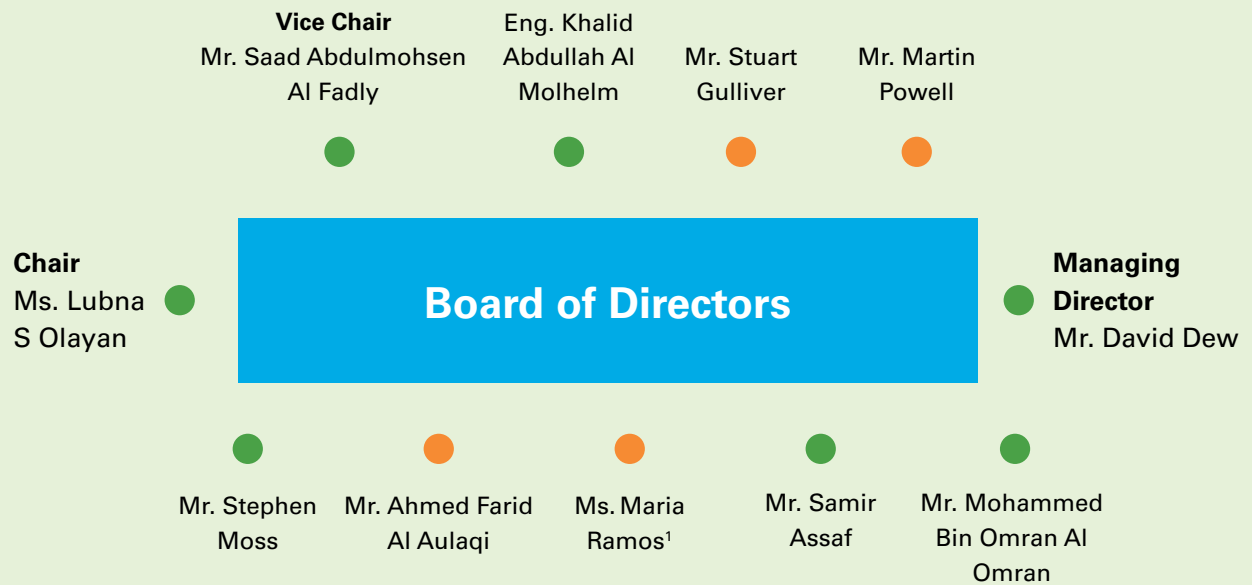 Vice Chair
Mr. Saad Abdulmohsen
Al Fadly
Eng. Khalid
Abdullah Al
Molhelm
Mr. Stuart
Gulliver
Mr. Martin
Powell
Chair
Ms. Lubna
S Olayan
Board of Directors
Managing
Director
Mr. David Dew
Mr. Stephen
Moss
Mr. Ahmed Farid
Al Aulaqi
Ms. Maria
Ramos¹
Mr. Samir
Assaf
Mr. Mohammed
Bin Omran Al
Omran